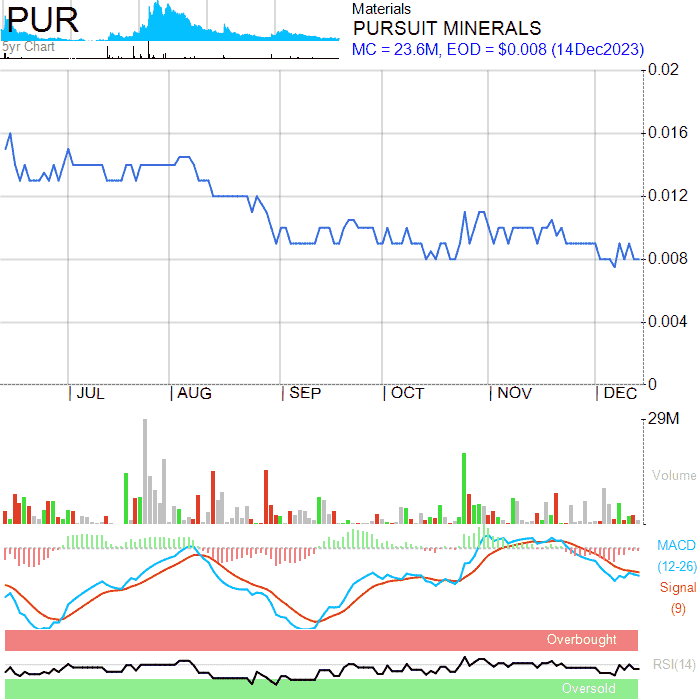 PUR
5yr Chart
Materials
PURSUIT MINERALS
MC = 23.6M, EOD = $0.008 (14Dec2023)
0.02
0.016
0.012
0.008
0.004
0
JUL AUG SEP OCT NOV DEC
29M
Volume
MACD
(12-26)
Signal
(9)
Overbought
RSI(14)
Oversold